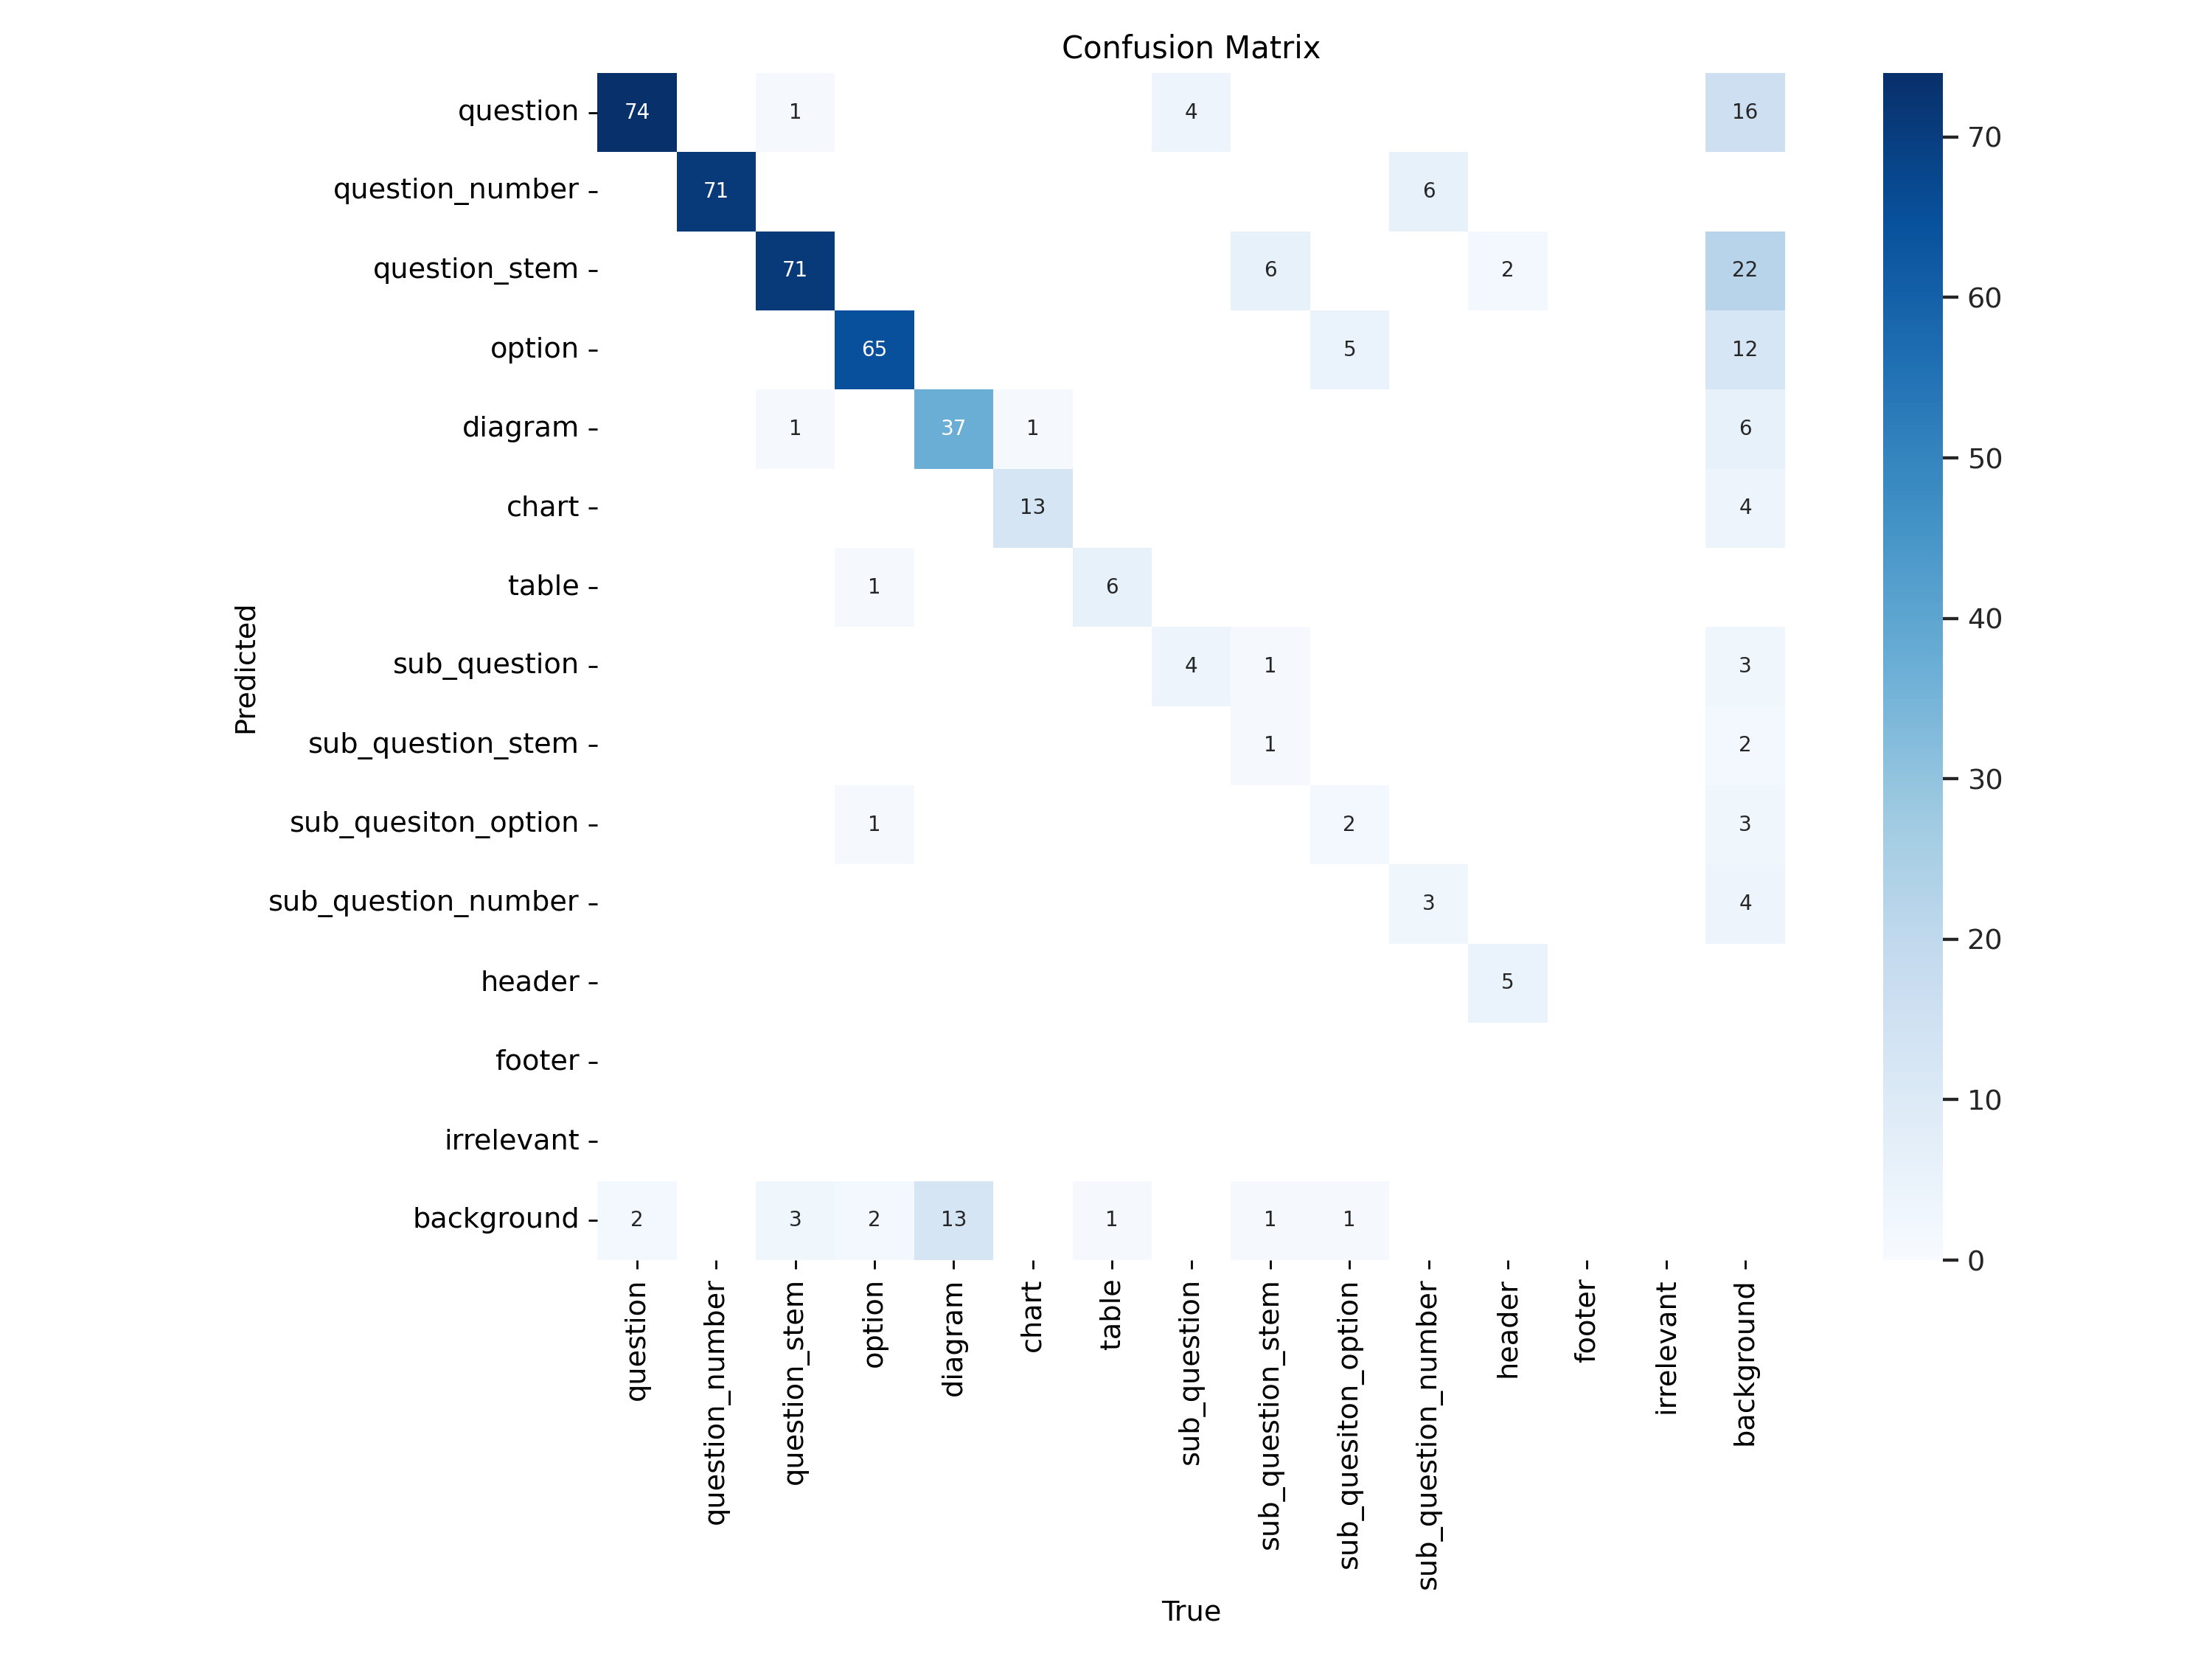 Confusion Matrix
question 74 1 4 16
question_number 71 6
question_stem 71 6 2 22
option 65 5 12
diagram 1 37 1 6
chart 13 4
table 1 6
sub_question 4 1 3
sub_question_stem 1 2
sub_quesiton_option 1 2 3
sub_question_number 3 4
header 5
footer
irrelevant
background 2 3 2 13 1 1 1
Predicted
question
question_number
question_stem
option
diagram
chart
table
sub_question
sub_question_stem
sub_quesiton_option
sub_question_number
header
footer
irrelevant
background
True
70
60
50
40
30
20
10
0